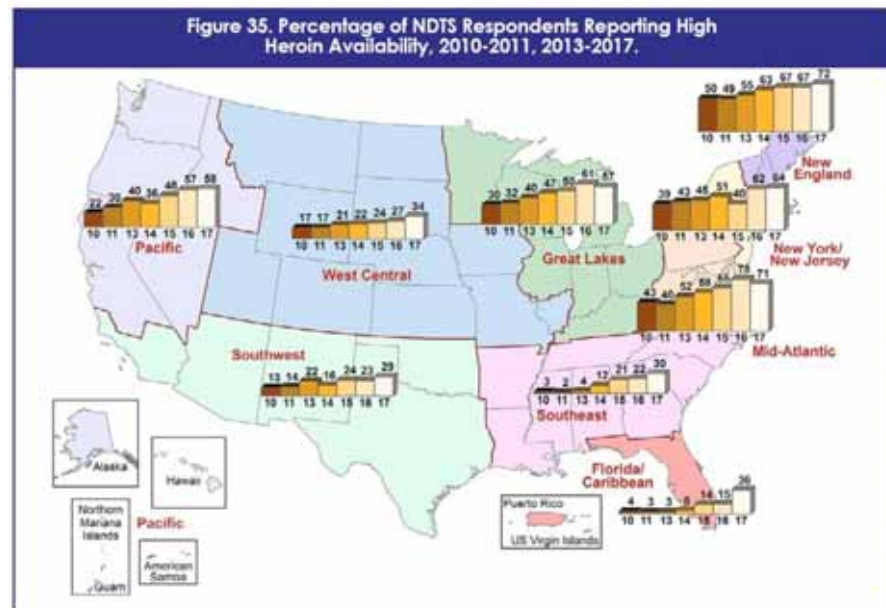 Figure 35. Percentage of NDTS Respondents Reporting High
Heroin Availability, 2010-2011, 2013-2017.
50 49 55 63 67 67 72
10 11 13 14 15 16 17
New
England
22 30 40 36 57 58
10 11 13 14 15 16 17
Pacific
17 17 21 22 24 27 34
10 11 13 14 15 16 17
West Central
30 32 40 47 50 61 57
10 11 13 14 15 16 17
Great Lakes
39 43 51 40 62 64
10 11 13 14 15 16 17
New York/
New Jersey
43 52 71
10 11 13 14 15 16 17
Mid-Atlantic
Southwest
13 14 22 24 23 29
10 11 13 14 15 16 17
3 2 4 12 21 22 30
10 11 13 14 15 16 17
Southeast
Florida/
Caribbean
4 3 3 6 14 15 36
10 11 13 14 15 16 17
Alaska
Hawaii
Northern
Mariana
Islands
Guam
Pacific
American
Samoa
Puerto Rico
US Virgin Islands